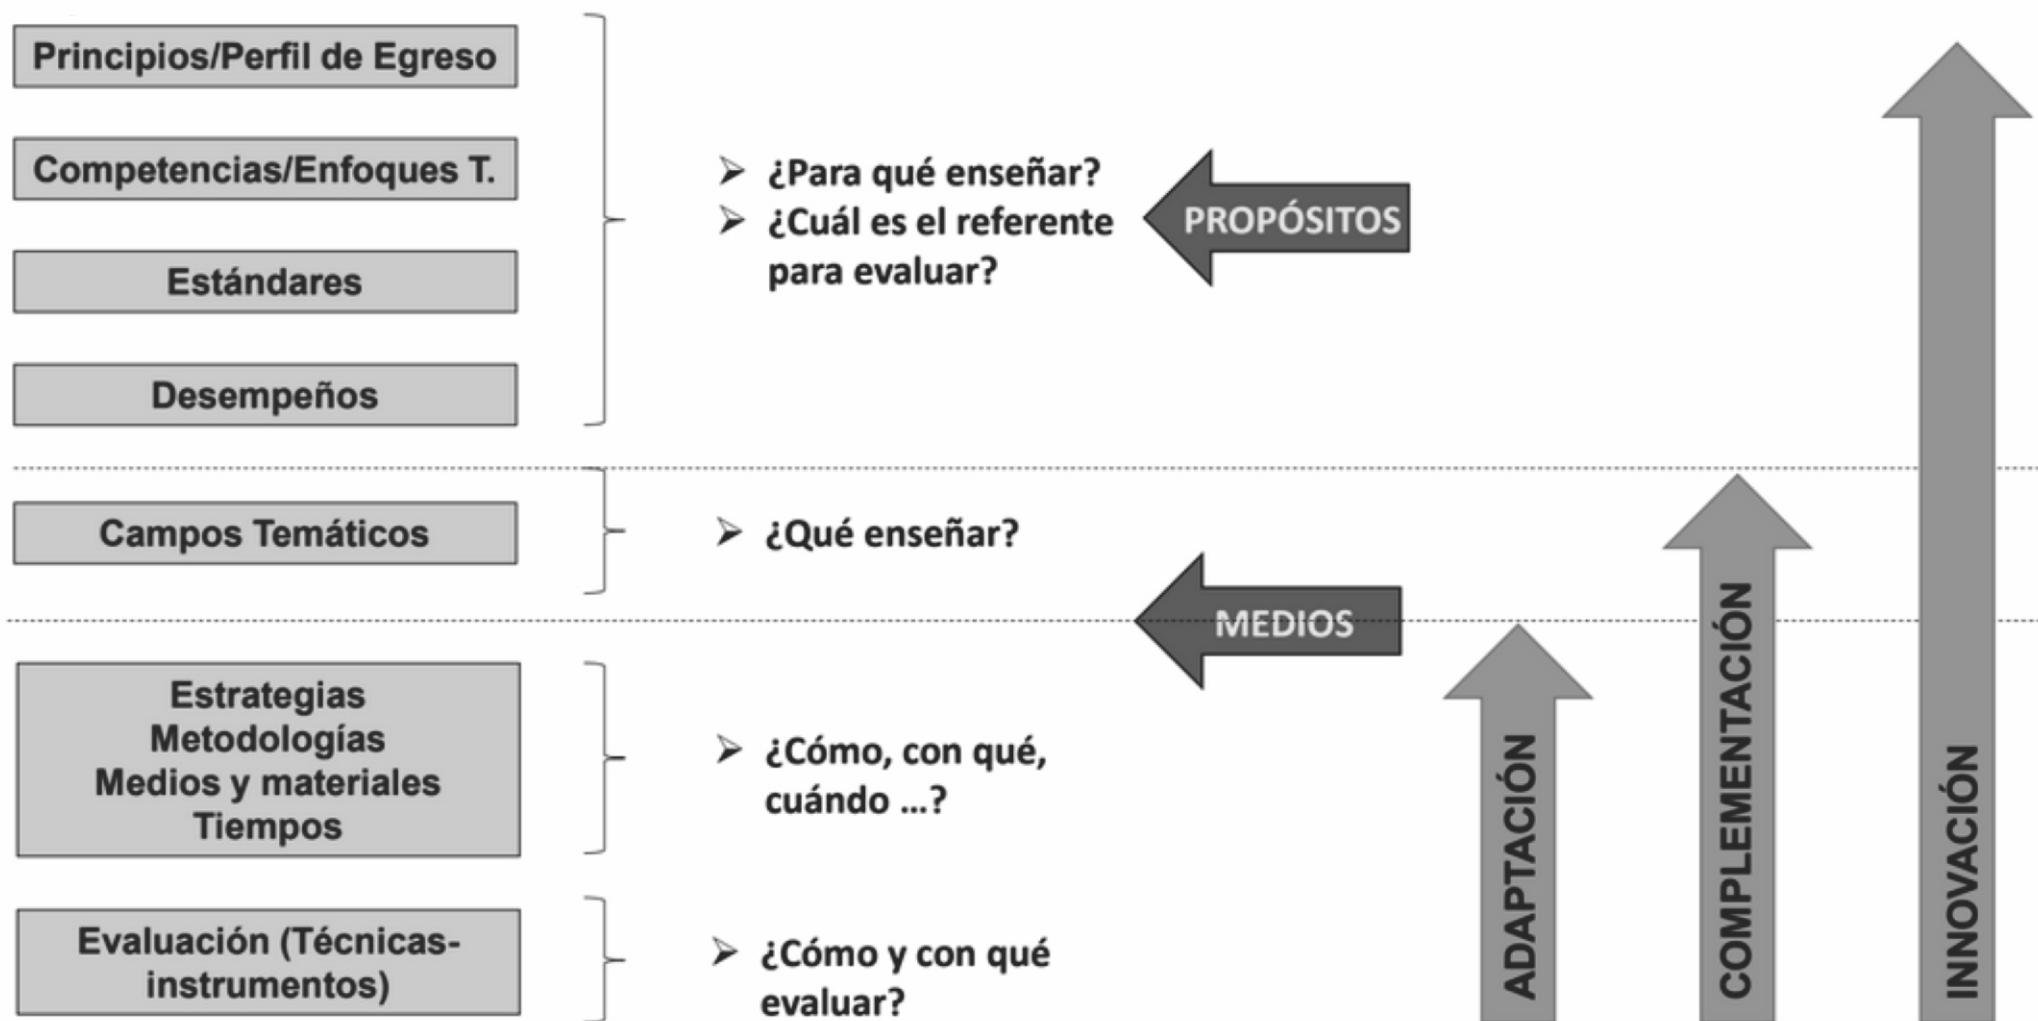 Principios/Perfil de Egreso
Competencias/Enfoques T.
Estándares
Desempeños
¿Para qué enseñar?
¿Cuál es el referente
para evaluar?
PROPÓSITOS
Campos Temáticos
¿Qué enseñar?
MEDIOS
Estrategias
Metodologías
Medios y materiales
Tiempos
¿Cómo, con qué,
cuándo ...?
Evaluación (Técnicas-
instrumentos)
¿Cómo y con qué
evaluar?
ADAPTACIÓN
COMPLEMENTACIÓN
INNOVACIÓN